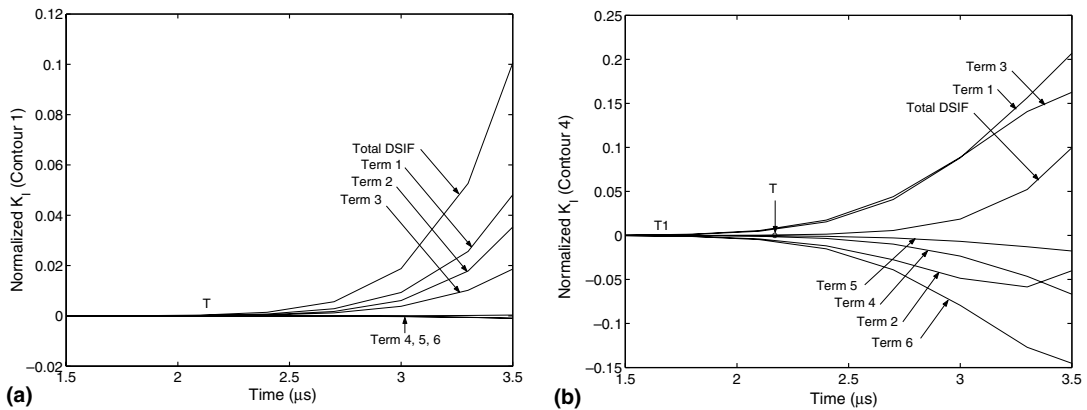 0.12
0.1
0.08
0.06
0.04
0.02
0
−0.02
Normalized K_I (Contour 1)
Total DSIF
Term 1
Term 2
Term 3
T
Term 4, 5, 6
1.5 2 2.5 3 3.5
Time (μs)
(a)
0.25
0.2
0.15
0.1
0.05
0
−0.05
−0.1
−0.15
Normalized K_I (Contour 4)
Term 3
Term 1
Total DSIF
T
T1
Term 5
Term 4
Term 2
Term 6
1.5 2 2.5 3 3.5
Time (μs)
(b)